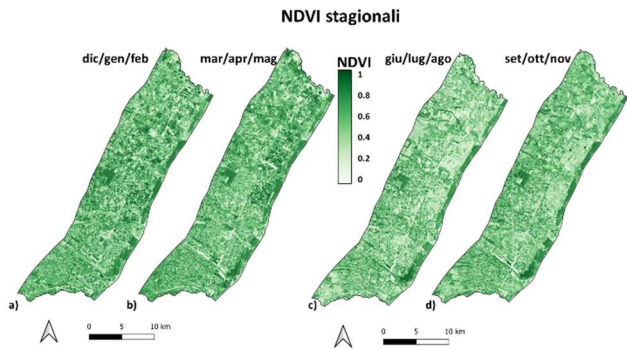 NDVI stagionali
dic/gen/feb
mar/apr/mag
NDVI
1
0.8
0.6
0.4
0.2
0
giu/lug/ago
set/ott/nov
a)
b)
c)
d)
0 5 10 km
0 5 10 km